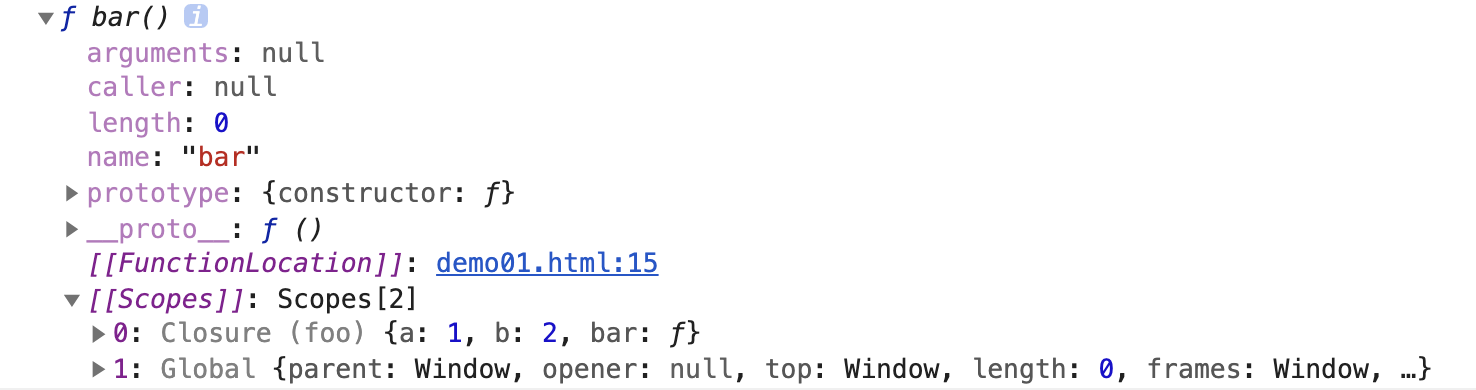 ▼ƒ bar() i
arguments: null
caller: null
length: 0
name: "bar"
▶prototype: {constructor: ƒ}
▶__proto__: ƒ ()
[[FunctionLocation]]: demo01.html:15
▼[[Scopes]]: Scopes[2]
▶0: Closure (foo) {a: 1, b: 2, bar: ƒ}
▶1: Global {parent: Window, opener: null, top: Window, length: 0, frames: Window, …}